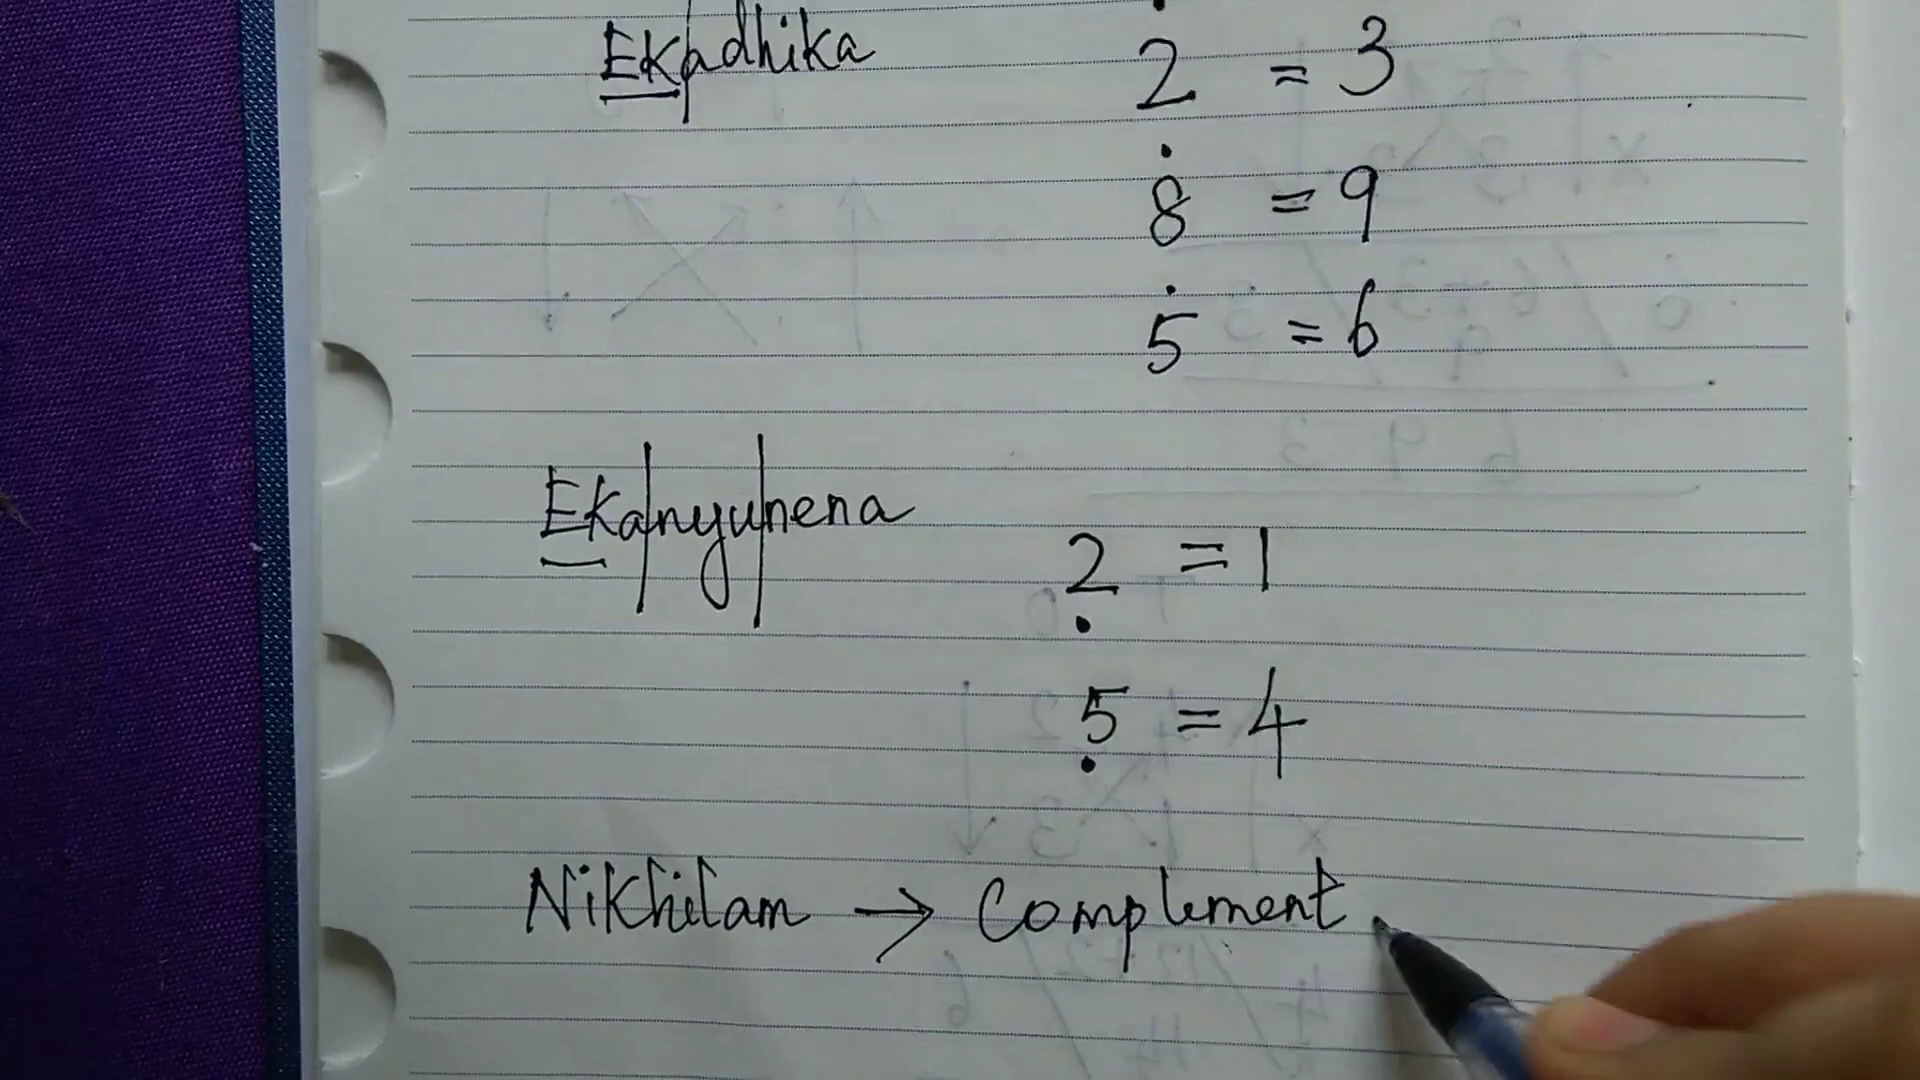 Ekadhika 2̇ = 3
8̇ = 9
5̇ = 6
Ekanyunena 2̣ = 1
5̣ = 4
Nikhilam → Complement